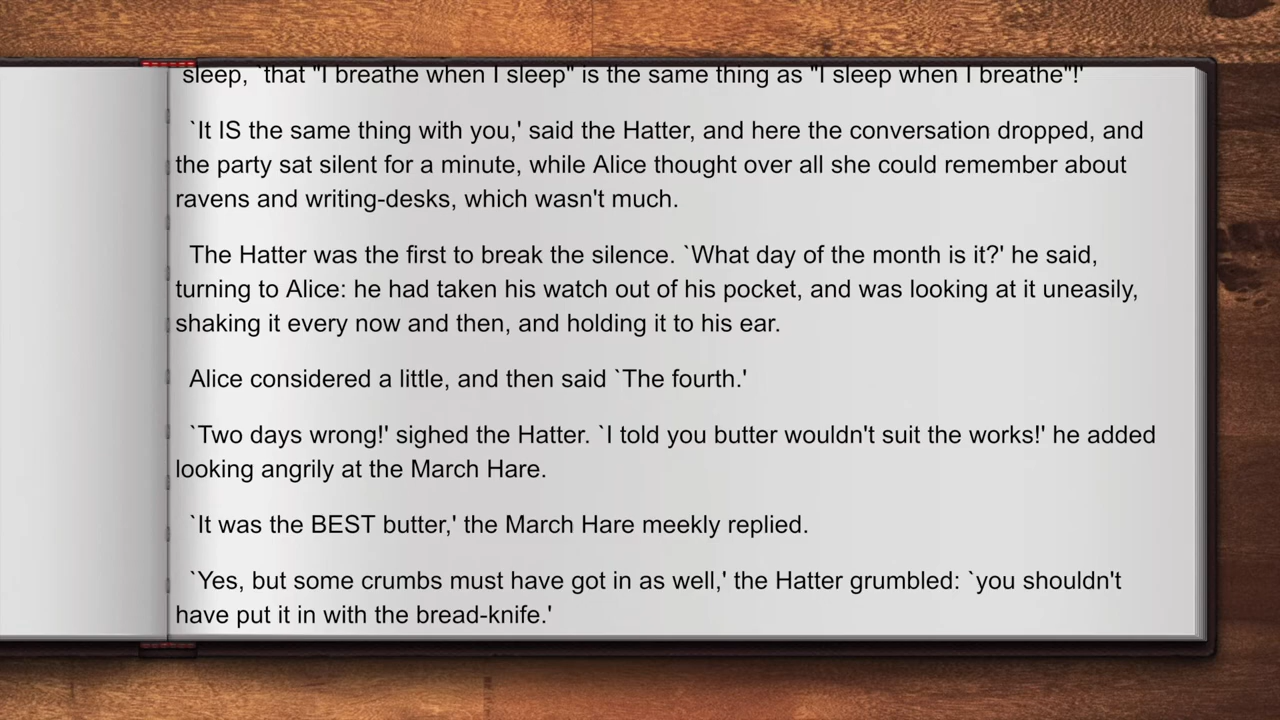 sleep, `that "I breathe when I sleep" is the same thing as "I sleep when I breathe"!'
`It IS the same thing with you,' said the Hatter, and here the conversation dropped, and
the party sat silent for a minute, while Alice thought over all she could remember about
ravens and writing-desks, which wasn't much.
The Hatter was the first to break the silence. `What day of the month is it?' he said,
turning to Alice: he had taken his watch out of his pocket, and was looking at it uneasily,
shaking it every now and then, and holding it to his ear.
Alice considered a little, and then said `The fourth.'
`Two days wrong!' sighed the Hatter. `I told you butter wouldn't suit the works!' he added
looking angrily at the March Hare.
`It was the BEST butter,' the March Hare meekly replied.
`Yes, but some crumbs must have got in as well,' the Hatter grumbled: `you shouldn't
have put it in with the bread-knife.'